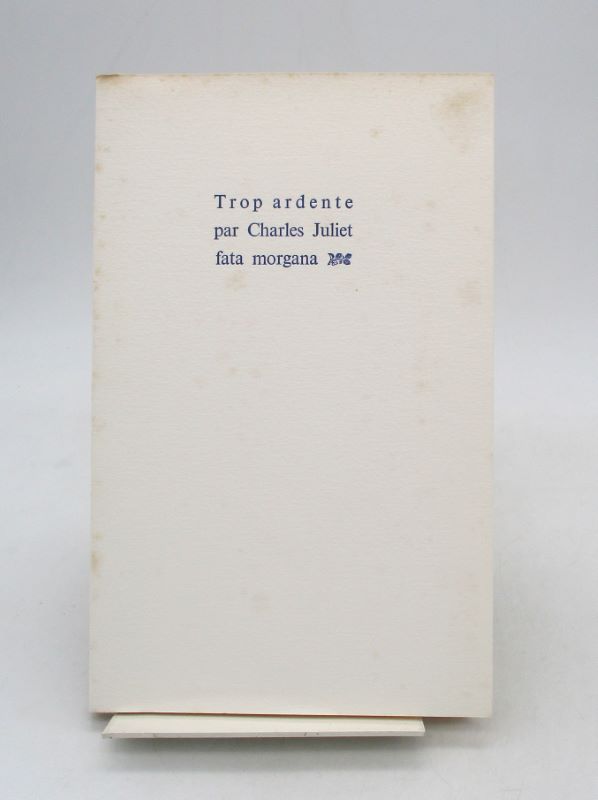 Trop ardente
par Charles Juliet
fata morgana